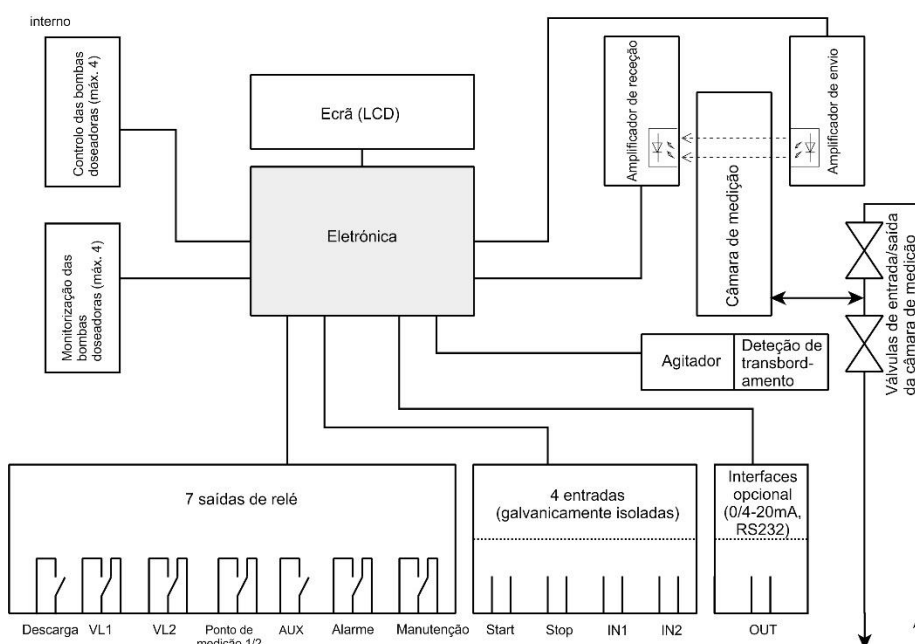 interno
Controlo das bombas
doseadoras (máx. 4)
Monitorização das
bombas
doseadoras (máx. 4)
Ecrã (LCD)
Eletrónica
Amplificador de receção
Câmara de medição
Amplificador de envio
Válvulas de entrada/saída
da câmara de medição
Agitador
Deteção de
transbord-
amento
7 saídas de relé
Descarga
VL1
VL2
Ponto de
medição 1/2
AUX
Alarme
Manutenção
4 entradas
(galvanicamente isoladas)
Start
Stop
IN1
IN2
Interfaces
opcional
(0/4-20mA,
RS232)
OUT